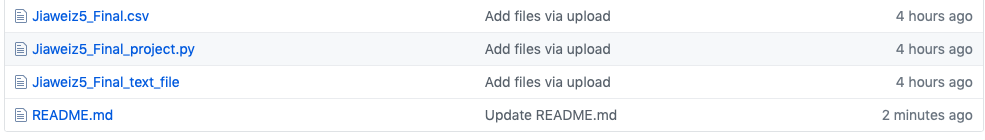 Jiaweiz5_Final.csv Add files via upload 4 hours ago
Jiaweiz5_Final_project.py Add files via upload 4 hours ago
Jiaweiz5_Final_text_file Add files via upload 4 hours ago
README.md Update README.md 2 minutes ago